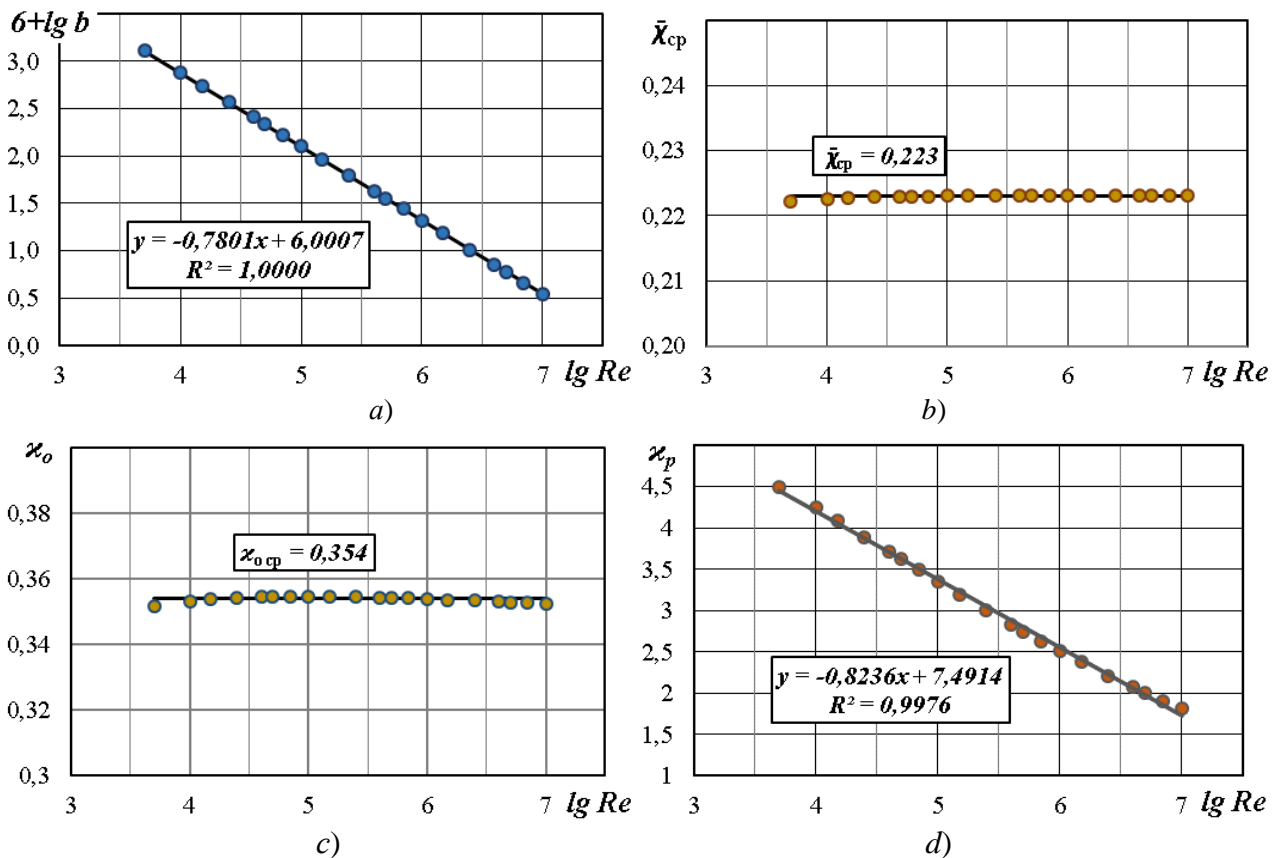 6+lg b
3,0
2,5
2,0
1,5
1,0
0,5
0,0
y = -0,7801x + 6,0007
R² = 1,0000
3 4 5 6 7 lg Re
a)
χ̄ср
0,24
0,23
0,22
0,21
0,20
χ̄ср = 0,223
3 4 5 6 7 lg Re
b)
ϰo
0,38
0,36
0,34
0,32
0,3
ϰo ср = 0,354
3 4 5 6 7 lg Re
c)
ϰp
4,5
4
3,5
3
2,5
2
1,5
1
y = -0,8236x + 7,4914
R² = 0,9976
3 4 5 6 7 lg Re
d)